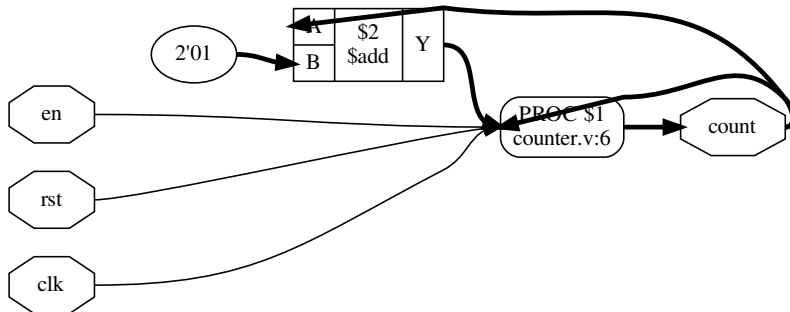 2'01
A
B
$2
$add
Y
en
rst
clk
PROC $1
counter.v:6
count